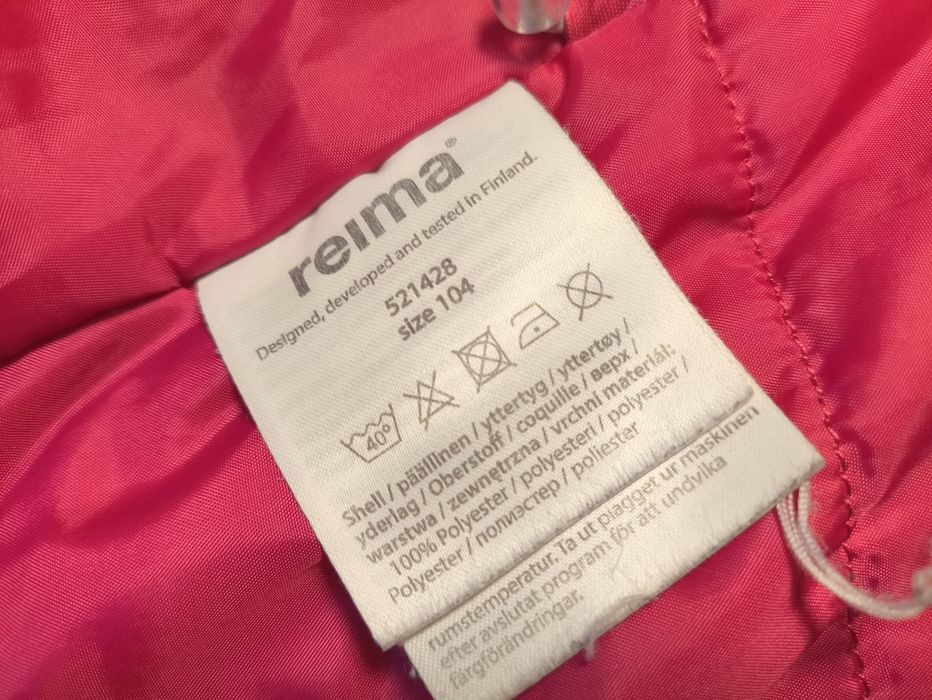 reima®
Designed, developed and tested in Finland.
521428
size 104
40°
Shell / päällinen / yttertyg / yttertøy /
yderlag / Oberstoff / coquille / верх /
warstwa / zewnętrzna / vrchní materiál:
100% Polyester / polyesteri / polyester /
Polyester / полиэстер / poliester
rumstemperatur. Ta ut plagget ur maskinen
efter avslutat program för att undvika
färgförändringar.